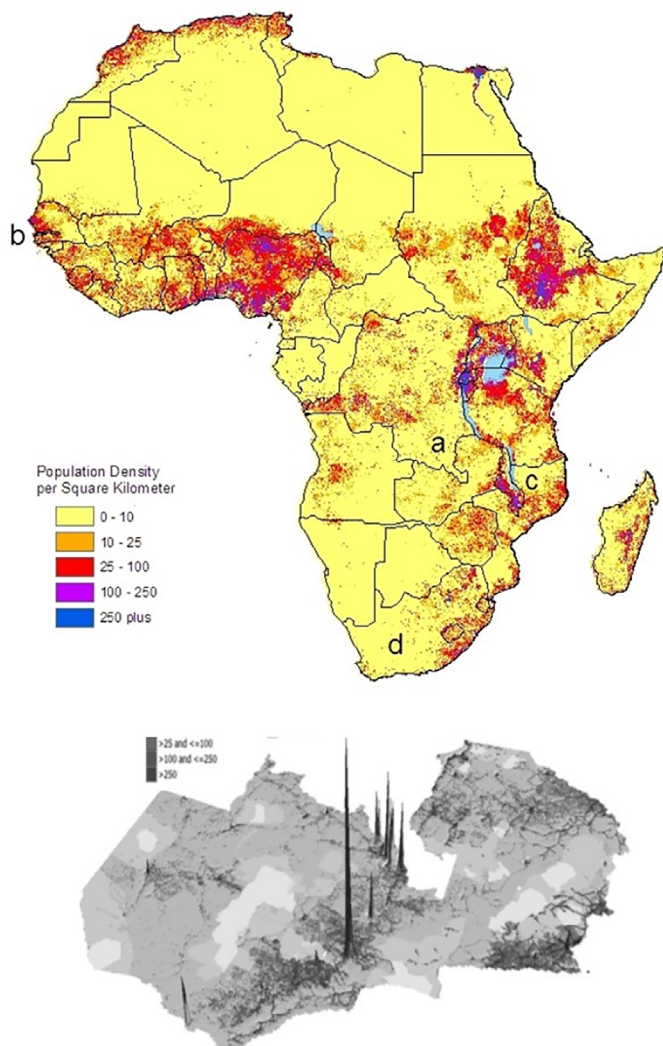 b
a
c
d
Population Density
per Square Kilometer
0 - 10
10 - 25
25 - 100
100 - 250
250 plus
>25 and <=100
>100 and <=250
>250